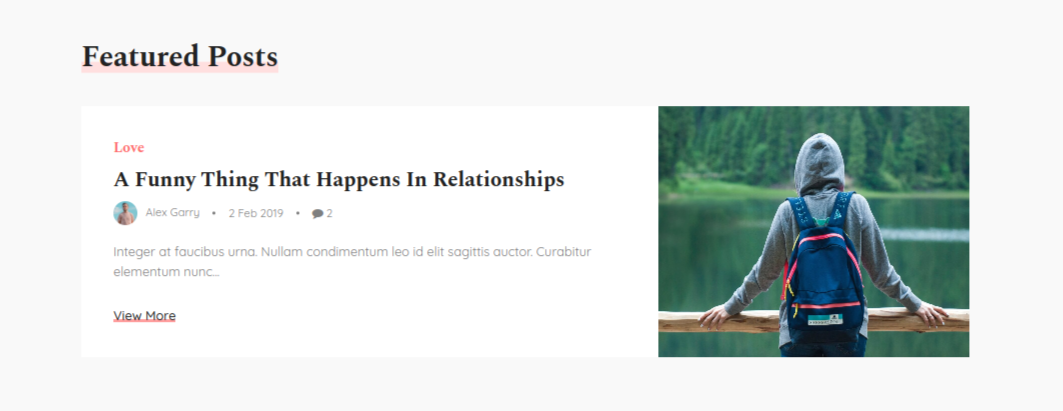 Featured Posts
Love
A Funny Thing That Happens In Relationships
Alex Garry • 2 Feb 2019 • 2
Integer at faucibus urna. Nullam condimentum leo id elit sagittis auctor. Curabitur
elementum nunc...
View More